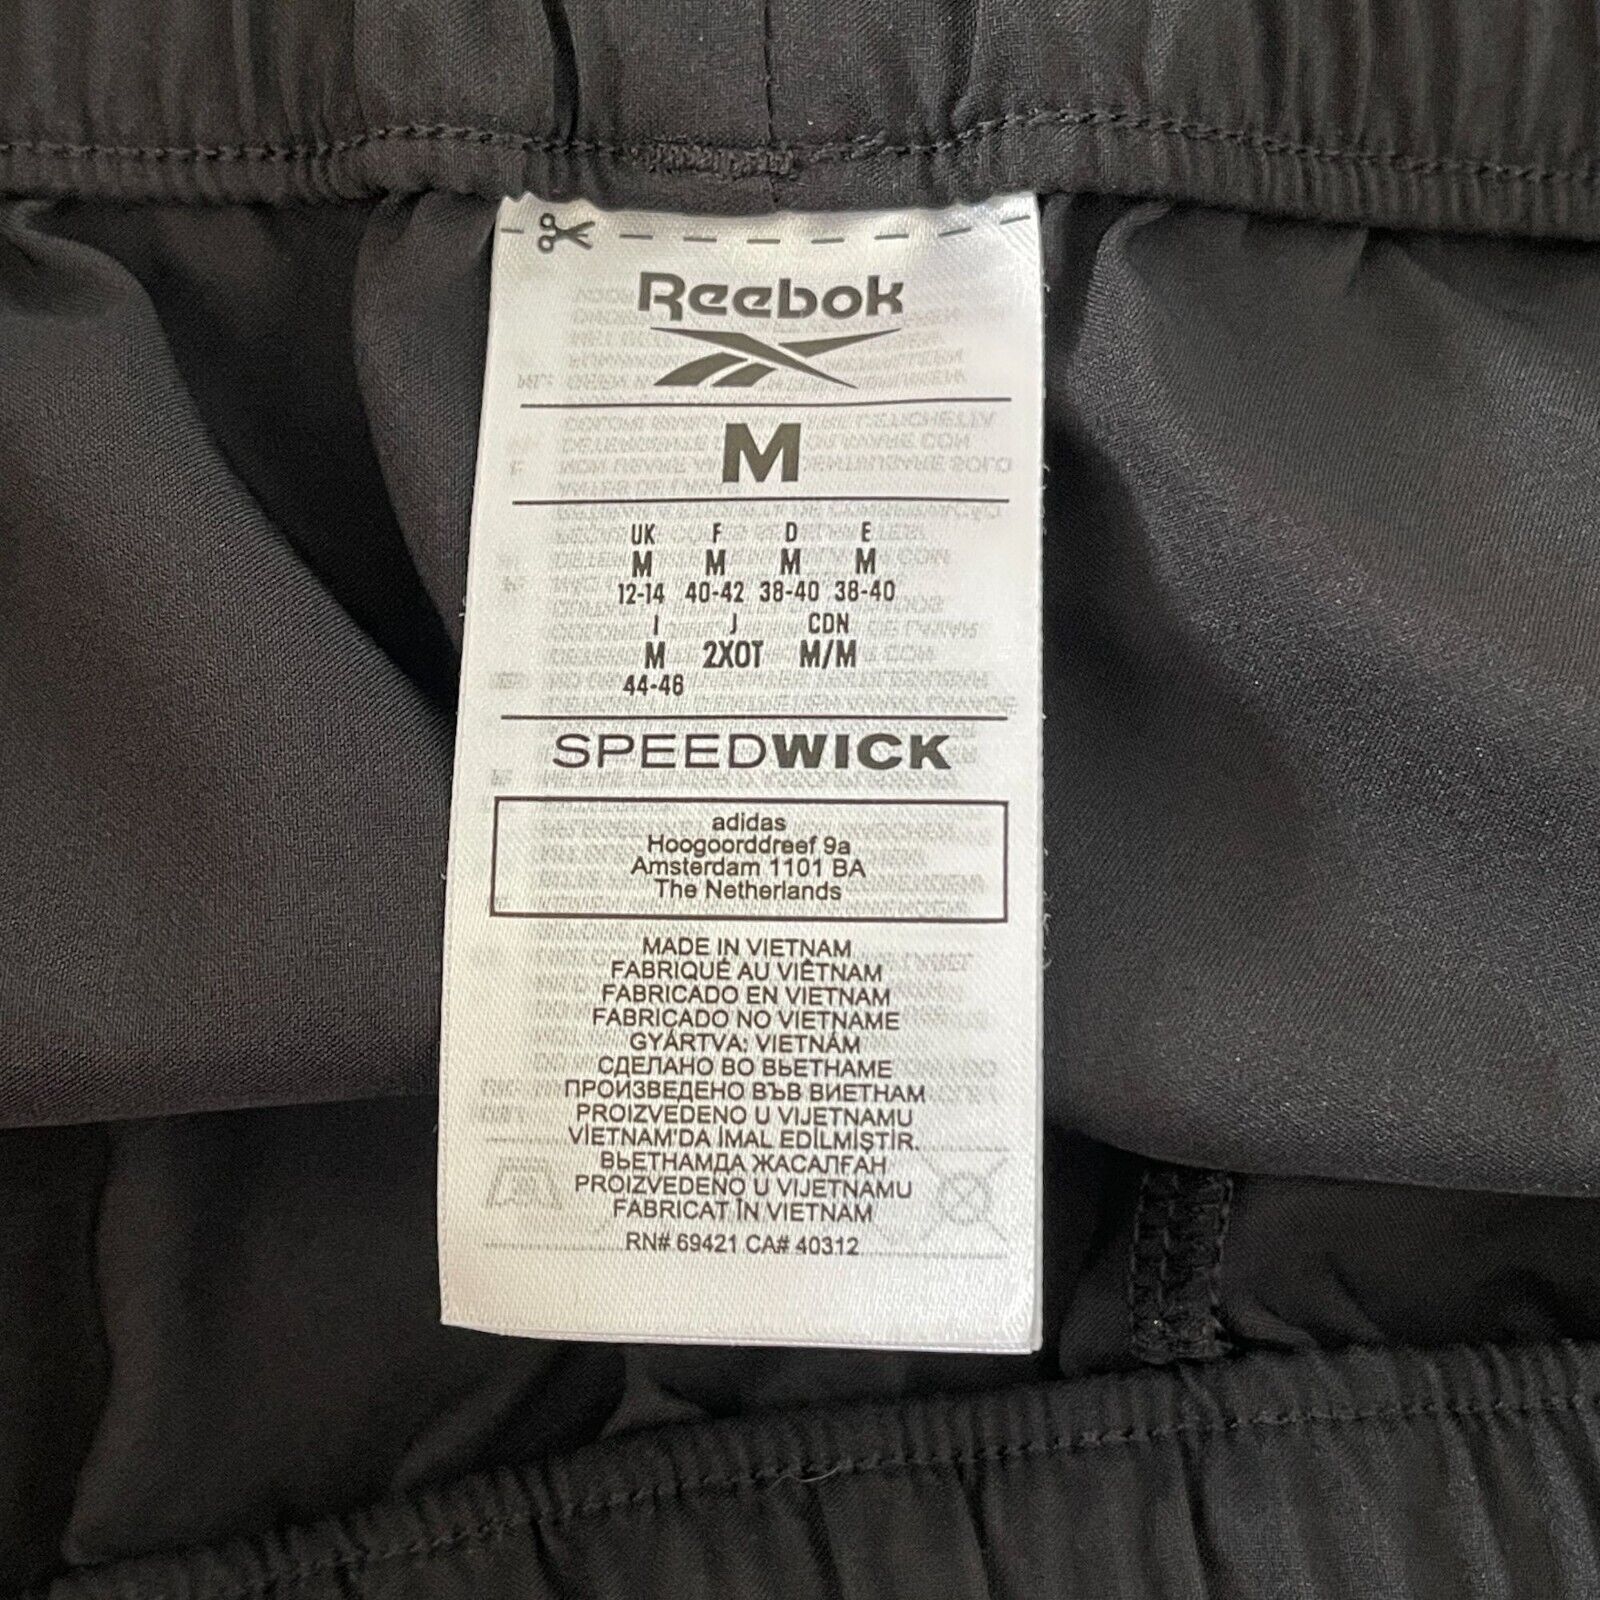 Reebok
M
UK F D E
M M M M
12-14 40-42 38-40 38-40
I J CDN
M 2XOT M/M
44-46
SPEEDWICK
adidas
Hoogoorddreef 9a
Amsterdam 1101 BA
The Netherlands
MADE IN VIETNAM
FABRIQUÉ AU VIÊTNAM
FABRICADO EN VIETNAM
FABRICADO NO VIETNAME
GYÁRTVA: VIETNÁM
СДЕЛАНО ВО ВЬЕТНАМЕ
ПРОИЗВЕДЕНО ВЪВ ВИЕТНАМ
PROIZVEDENO U VIJETNAMU
VİETNAM'DA İMAL EDİLMİŞTİR.
ВЬЕТНАМДА ЖАСАЛҒАН
PROIZVEDENO U VIJETNAMU
FABRICAT ÎN VIETNAM
RN# 69421 CA# 40312